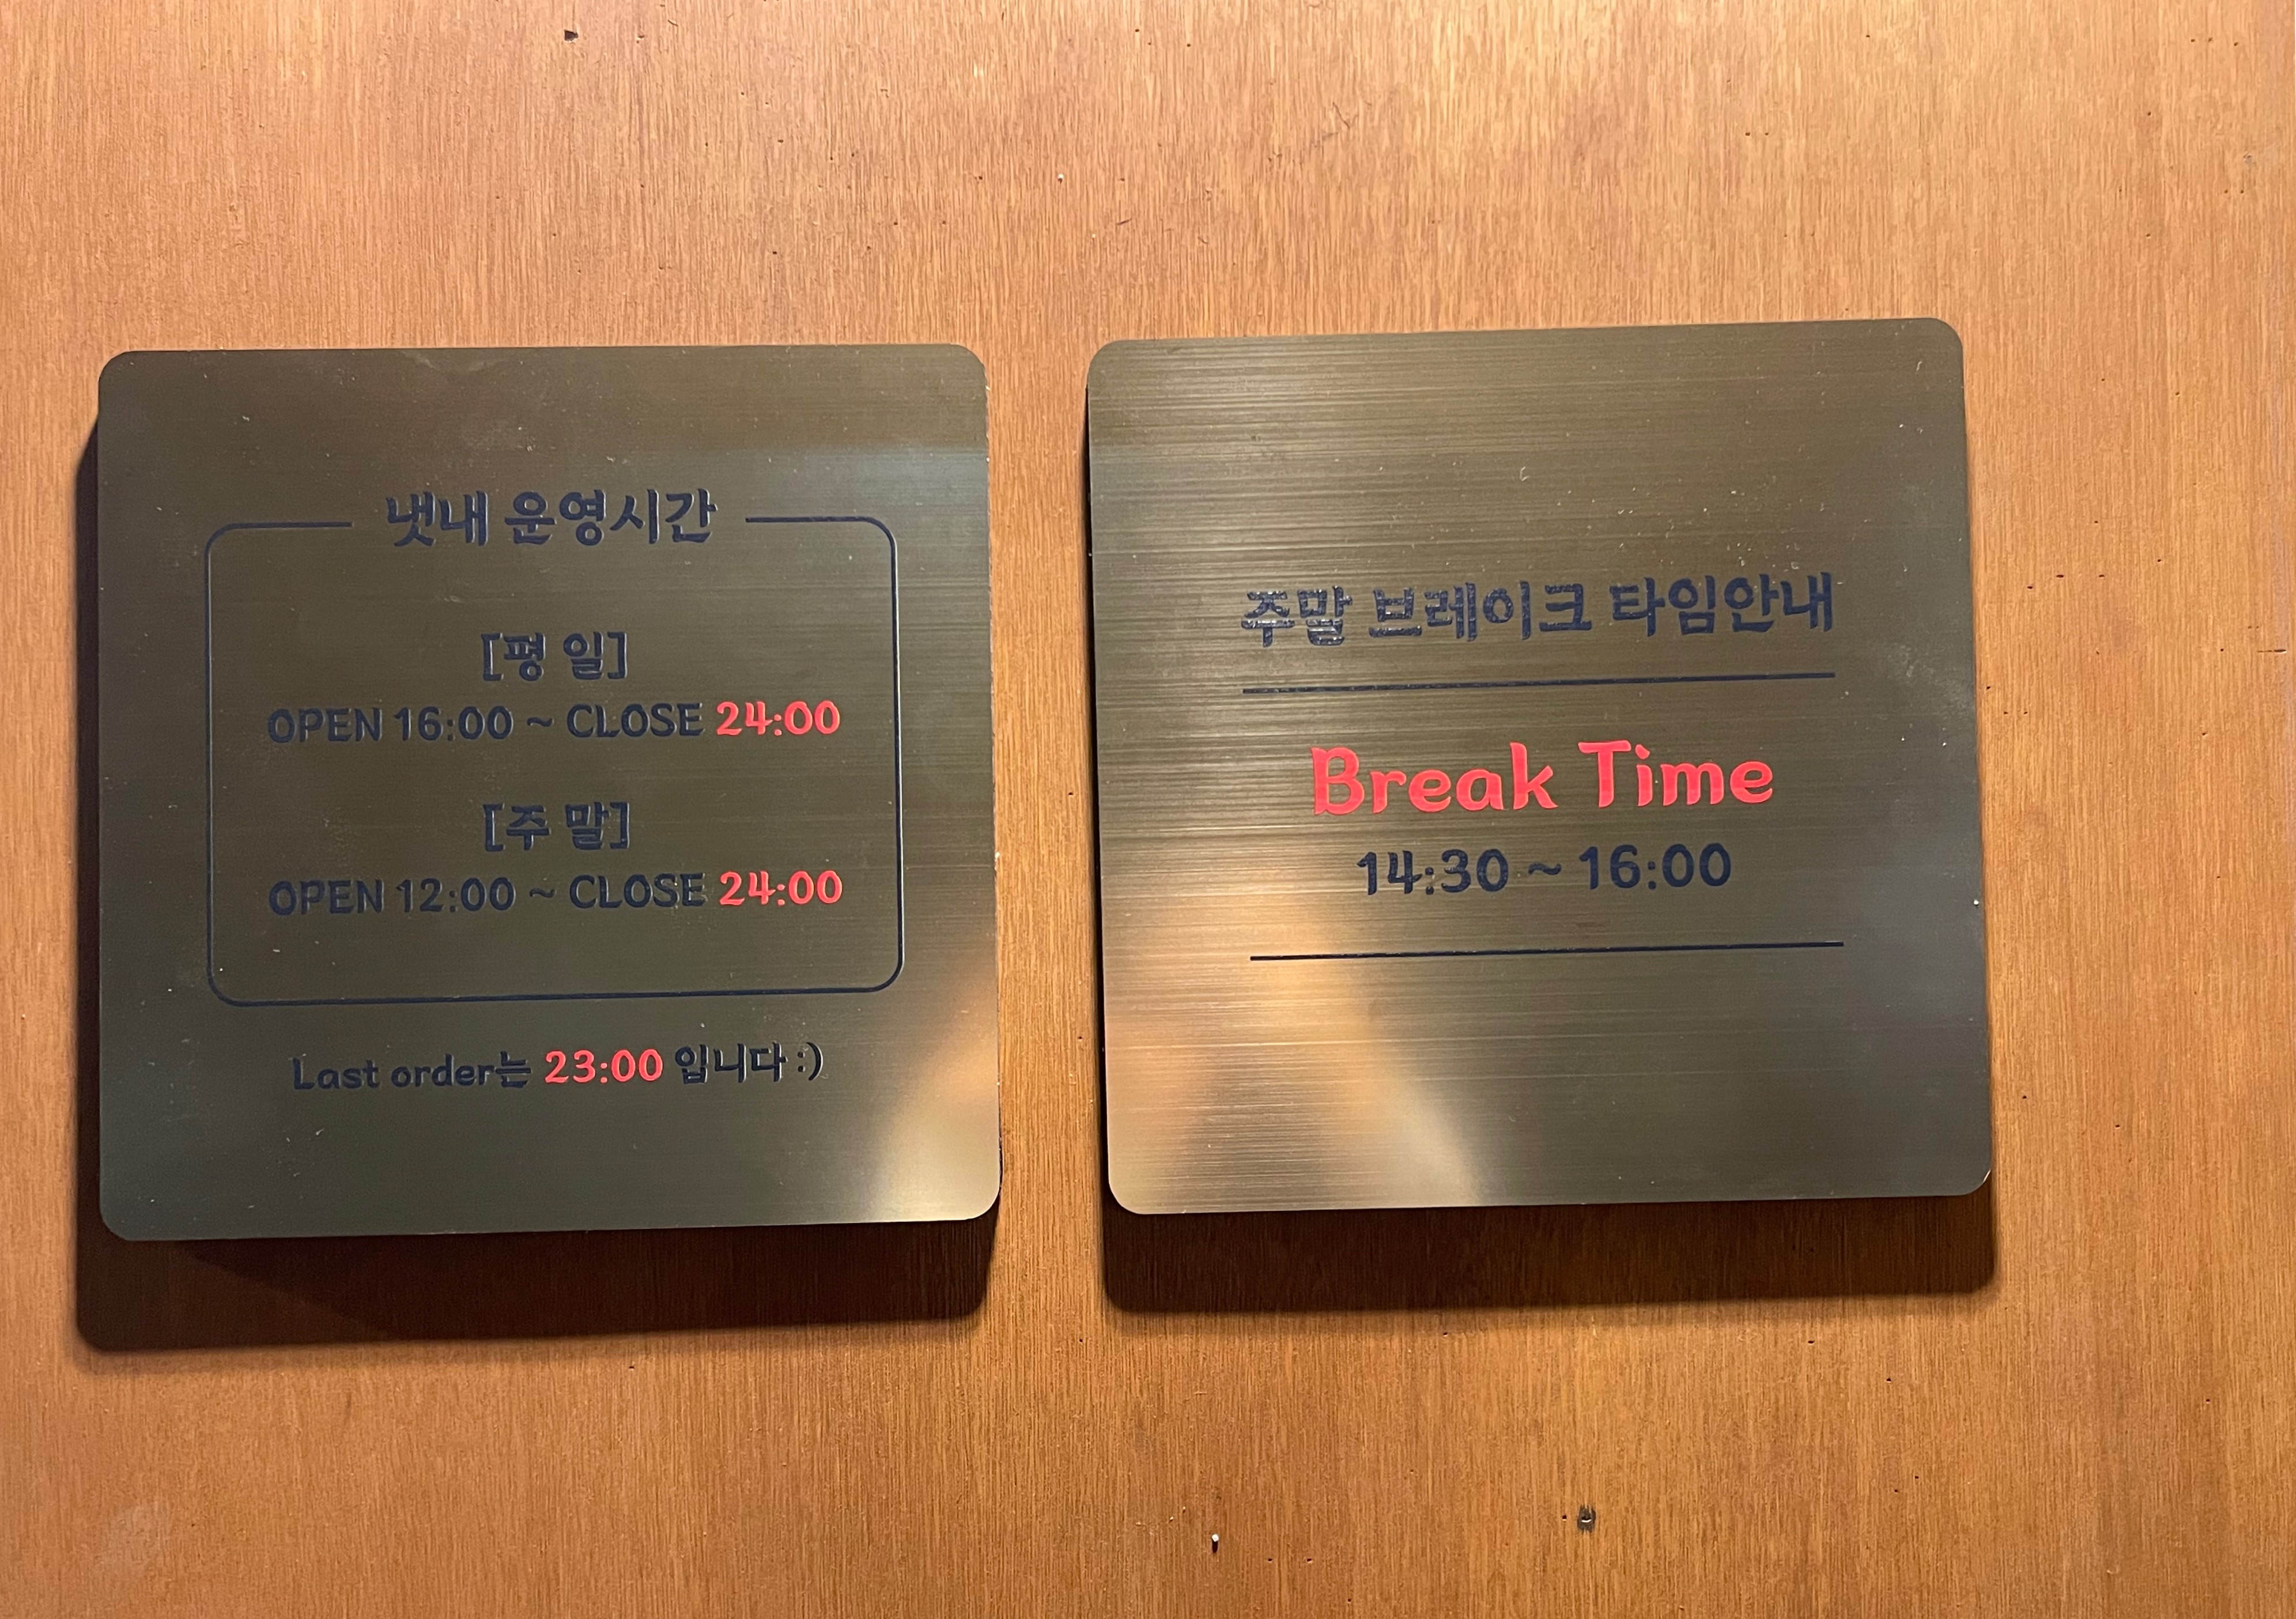 냇내 운영시간
[평 일]
OPEN 16:00 ~ CLOSE 24:00
[주 말]
OPEN 12:00 ~ CLOSE 24:00
Last order는 23:00 입니다 :)
주말 브레이크 타임안내
Break Time
14:30 ~ 16:00